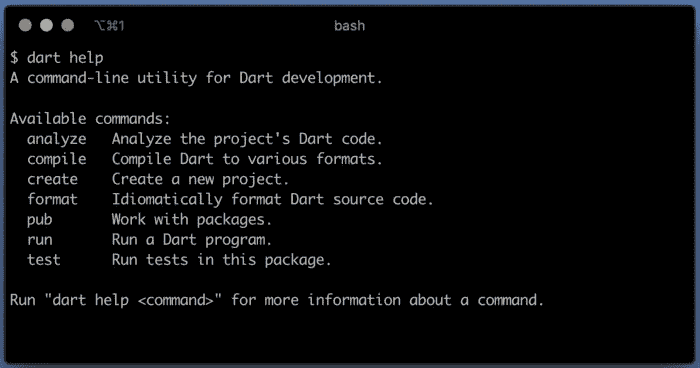 ⌥⌘1 bash
$ dart help
A command-line utility for Dart development.
Available commands:
analyze Analyze the project's Dart code.
compile Compile Dart to various formats.
create Create a new project.
format Idiomatically format Dart source code.
pub Work with packages.
run Run a Dart program.
test Run tests in this package.
Run "dart help <command>" for more information about a command.